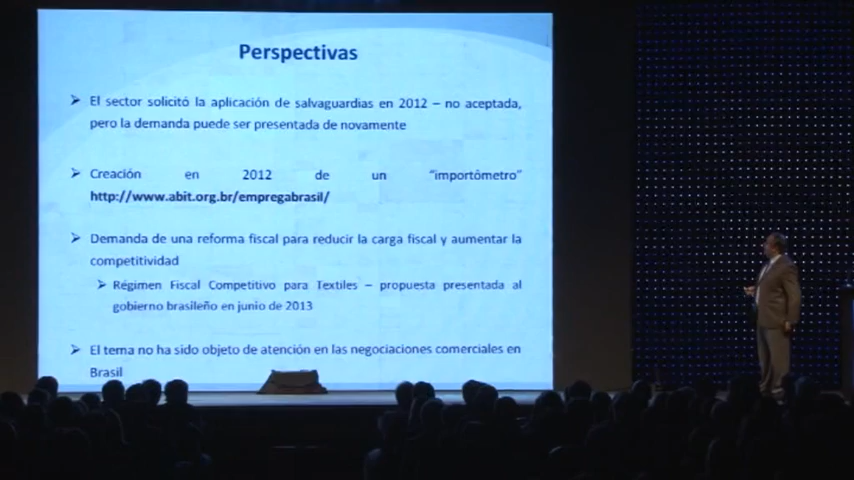 Perspectivas
➢ El sector solicitó la aplicación de salvaguardias en 2012 – no aceptada,
pero la demanda puede ser presentada de novamente
➢ Creación en 2012 de un "importômetro"
http://www.abit.org.br/empregabrasil/
➢ Demanda de una reforma fiscal para reducir la carga fiscal y aumentar la
competitividad
➢ Régimen Fiscal Competitivo para Textiles – propuesta presentada al
gobierno brasileño en junio de 2013
➢ El tema no ha sido objeto de atención en las negociaciones comerciales en
Brasil